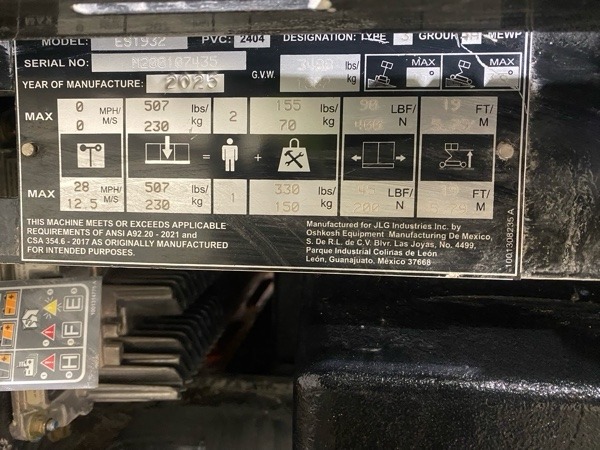 MODEL: ES1932 PVC: 2404 DESIGNATION: TYPE 3 GROUP MEWP
SERIAL NO: M200107435 G.V.W. lbs/ kg MAX ° MAX °
YEAR OF MANUFACTURE: 2025
MAX 0 MPH/ 0 M/S 507 lbs/ 230 kg 2 155 lbs/ 70 kg 90 LBF/ 400 N 19 FT/ M
= +
MAX 28 MPH/ 12.5 M/S 507 lbs/ 230 kg 1 330 lbs/ 150 kg LBF/ 200 N 19 FT/ M
THIS MACHINE MEETS OR EXCEEDS APPLICABLE
REQUIREMENTS OF ANSI A92.20 - 2021 and
CSA 354.6 - 2017 AS ORIGINALLY MANUFACTURED
FOR INTENDED PURPOSES.
Manufactured for JLG Industries Inc. by
Oshkosh Equipment Manufacturing De Mexico
S. De R.L. de C.V. Blvr. Las Joyas, No. 4499,
Parque Industrial Colinas de León
León, Guanajuato, México 37668
1001308235 A
E
F
H